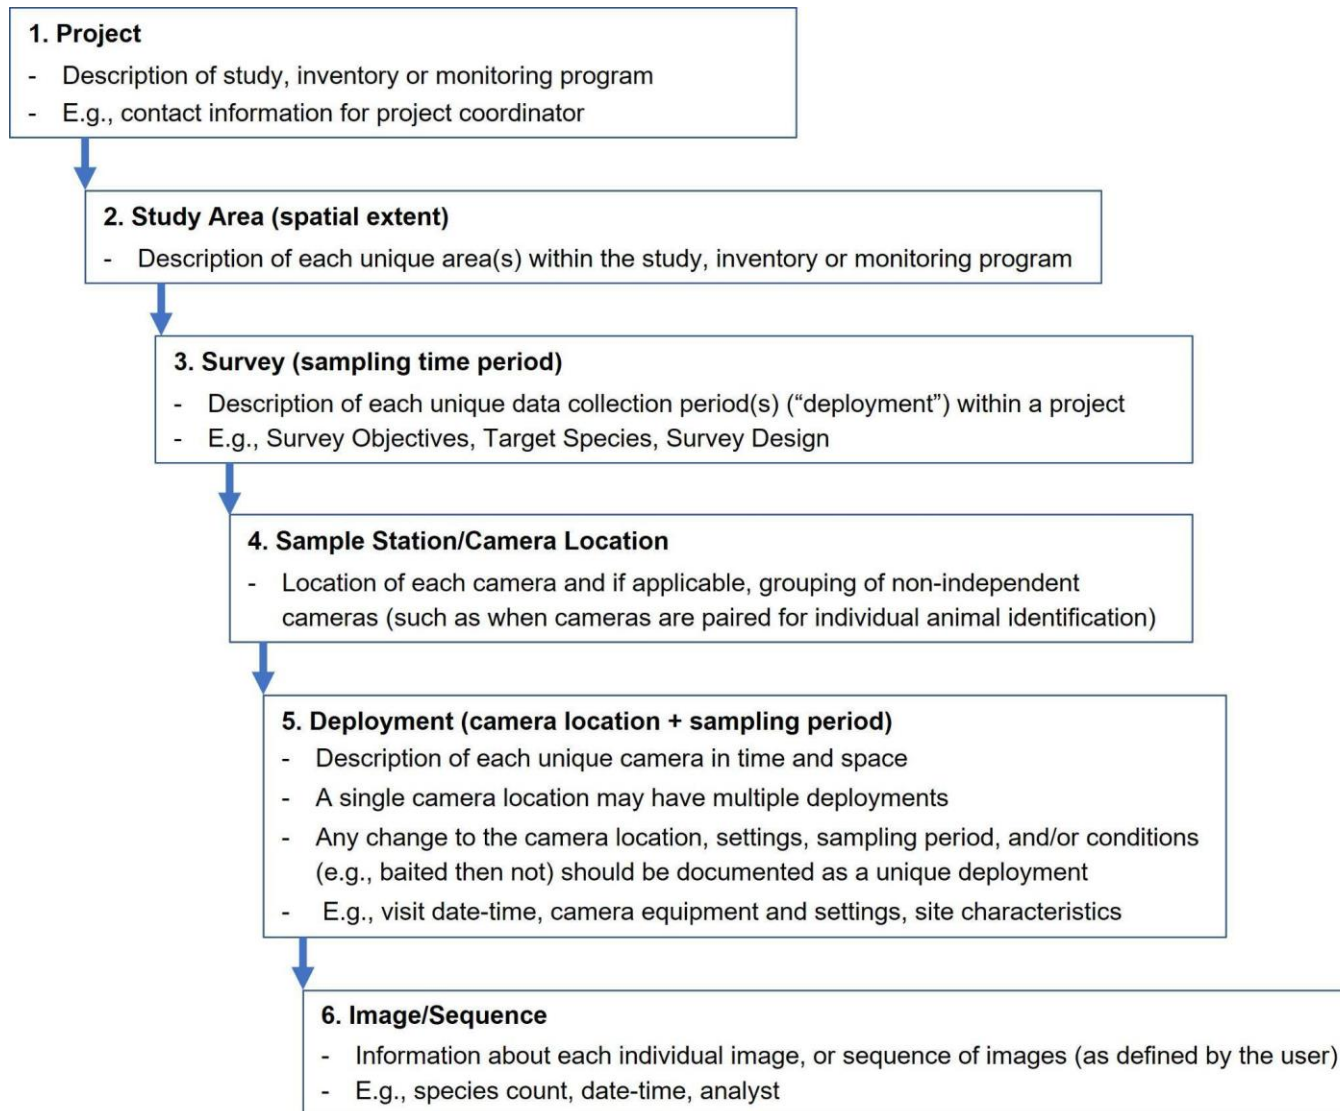 1. Project
- Description of study, inventory or monitoring program
- E.g., contact information for project coordinator
2. Study Area (spatial extent)
- Description of each unique area(s) within the study, inventory or monitoring program
3. Survey (sampling time period)
- Description of each unique data collection period(s) (“deployment”) within a project
- E.g., Survey Objectives, Target Species, Survey Design
4. Sample Station/Camera Location
- Location of each camera and if applicable, grouping of non-independent
cameras (such as when cameras are paired for individual animal identification)
5. Deployment (camera location + sampling period)
- Description of each unique camera in time and space
- A single camera location may have multiple deployments
- Any change to the camera location, settings, sampling period, and/or conditions
(e.g., baited then not) should be documented as a unique deployment
- E.g., visit date-time, camera equipment and settings, site characteristics
6. Image/Sequence
- Information about each individual image, or sequence of images (as defined by the user)
- E.g., species count, date-time, analyst